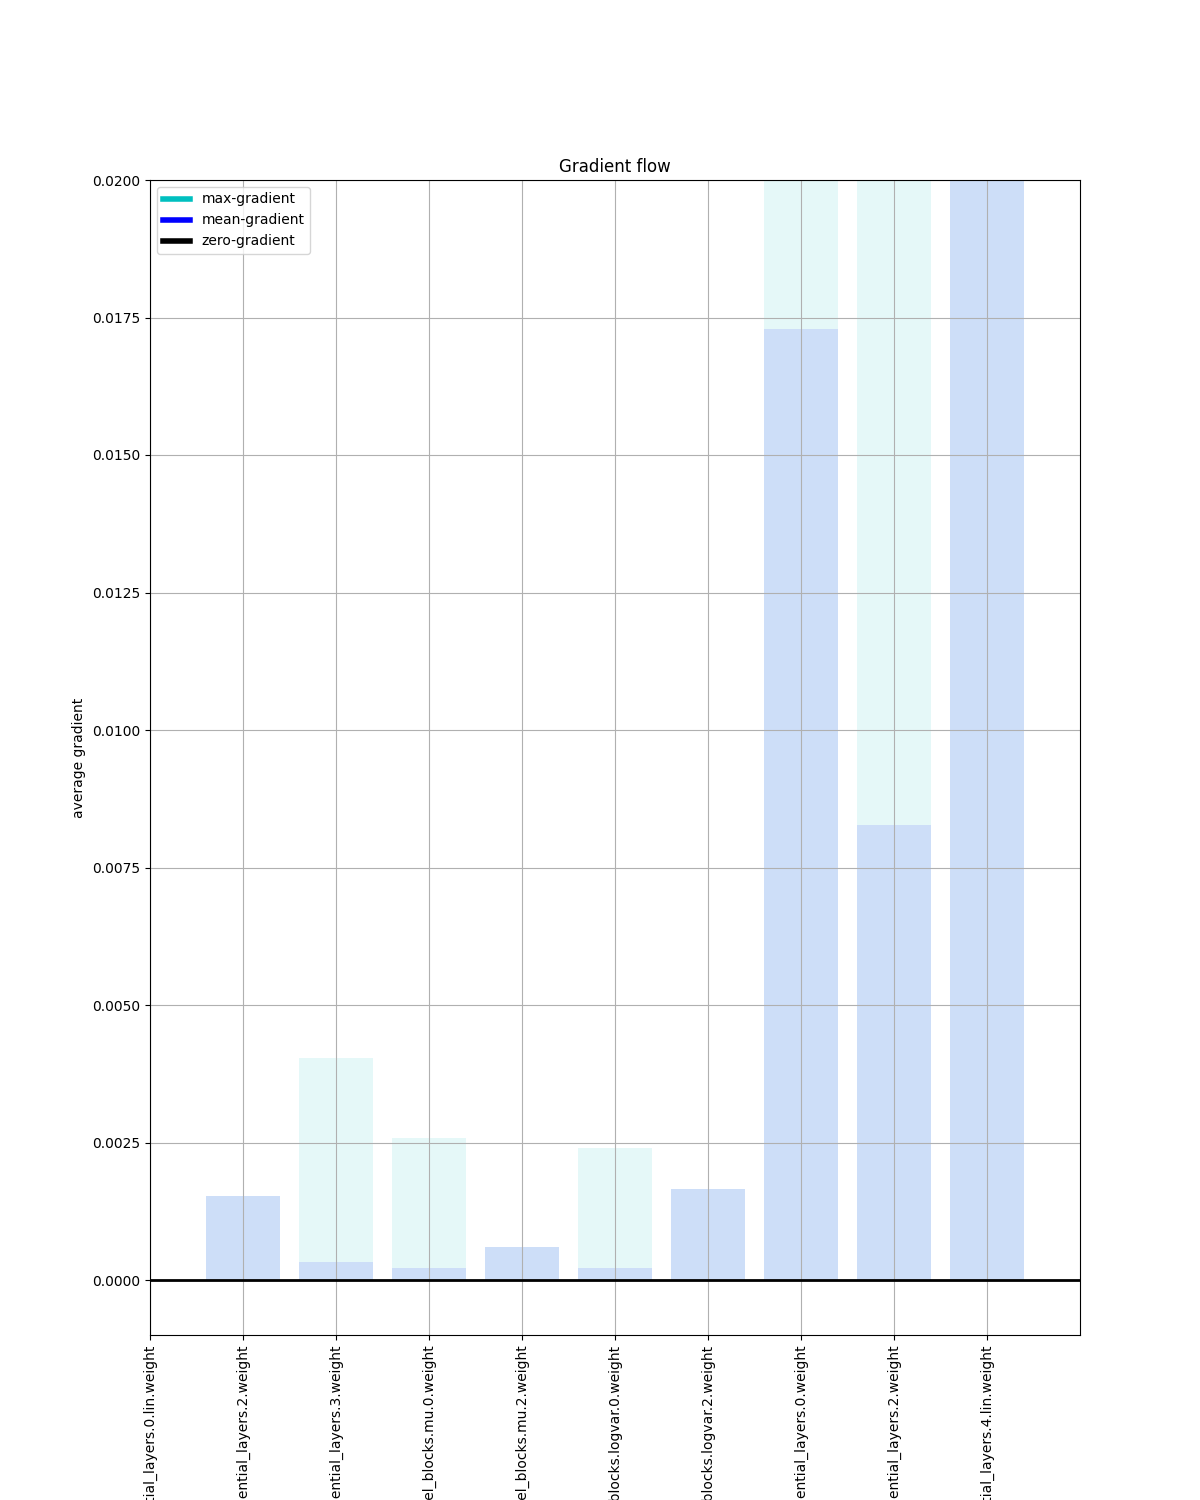 Gradient flow
max-gradient
mean-gradient
zero-gradient
0.0200
0.0175
0.0150
0.0125
0.0100
0.0075
0.0050
0.0025
0.0000
average gradient
tial_layers.0.lin.weight
ential_layers.2.weight
ential_layers.3.weight
el_blocks.mu.0.weight
el_blocks.mu.2.weight
blocks.logvar.0.weight
blocks.logvar.2.weight
ential_layers.0.weight
ential_layers.2.weight
tial_layers.4.lin.weight